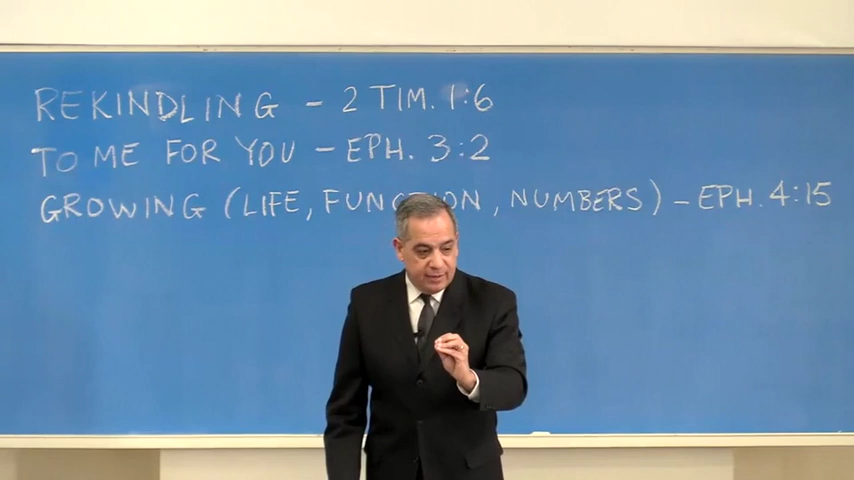 REKINDLING - 2 TIM. 1:6
TO ME FOR YOU - EPH. 3:2
GROWING (LIFE, FUNCTION, NUMBERS) - EPH. 4:15